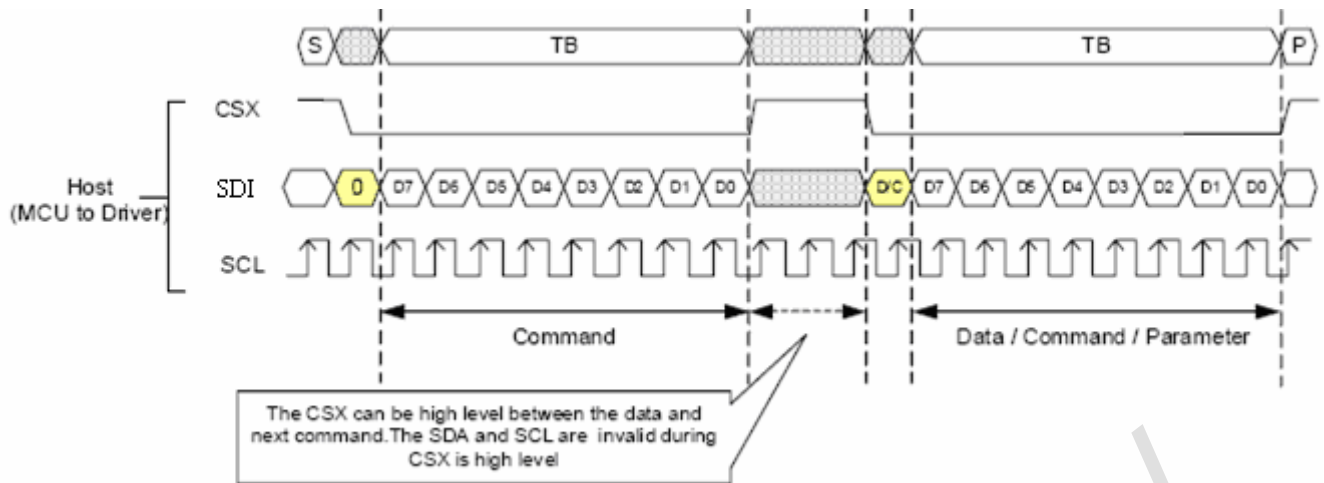 S TB TB P
CSX
Host
(MCU to Driver)
SDI 0 D7 D6 D5 D4 D3 D2 D1 D0 D/C D7 D6 D5 D4 D3 D2 D1 D0
SCL
Command Data / Command / Parameter
The CSX can be high level between the data and
next command.The SDA and SCL are invalid during
CSX is high level